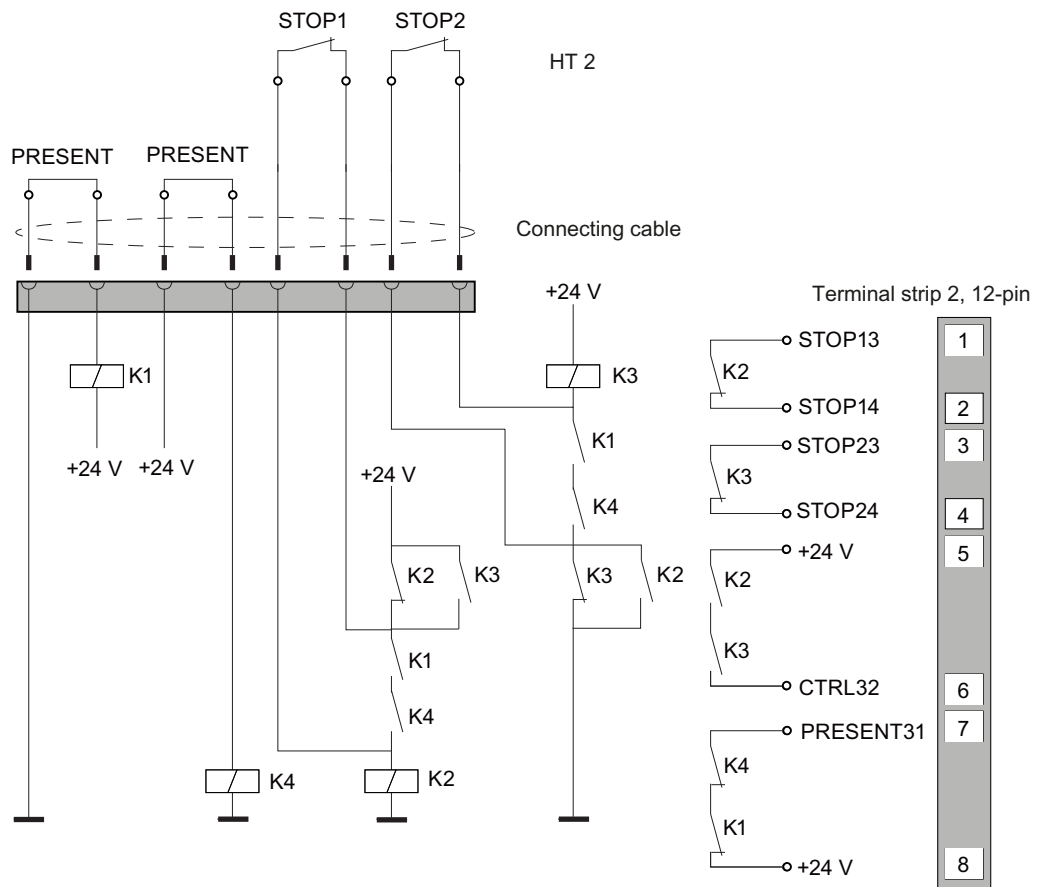 STOP1 STOP2
HT 2
PRESENT PRESENT
Connecting cable
+24 V
Terminal strip 2, 12-pin
STOP13 1
K1 K3 K2
STOP14 2
K1 STOP23 3
+24 V +24 V +24 V K3
K4 STOP24 4
+24 V 5
K2 K3 K3 K2 K2
K1 K3
CTRL32 6
K4 PRESENT31 7
K4 K2 K4
K1
+24 V 8